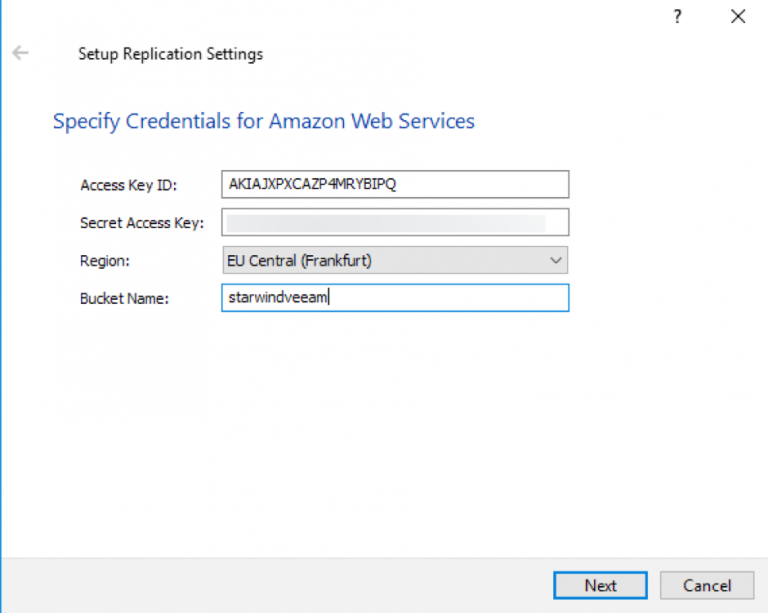 ?
Setup Replication Settings
Specify Credentials for Amazon Web Services
Access Key ID: AKIAJXPXCAZP4MRYBIPQ
Secret Access Key:
Region: EU Central (Frankfurt)
Bucket Name: starwindveeam
Next Cancel